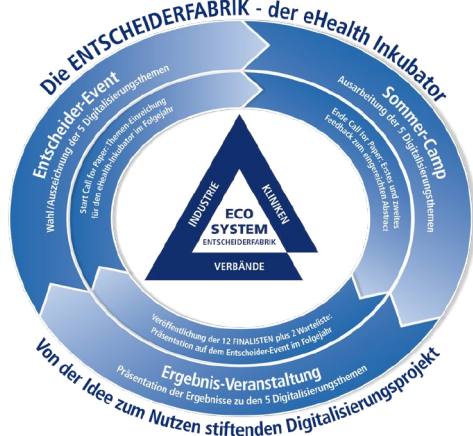 Die ENTSCHEIDERFABRIK - der eHealth Inkubator
Entscheider-Event
Wahl/Auszeichnung der 5 Digitalisierungsthemen
Start Call for Paper: Themen-Einreichung
für den eHealth-Inkubator im Folgejahr
Sommer-Camp
Ausarbeitung der 5 Digitalisierungsthemen
Ende Call for Paper: Erstes und zweites
Feedback zum eingereichten Abstract
INDUSTRIE
KLINIKEN
ECO
SYSTEM
ENTSCHEIDERFABRIK
VERBÄNDE
Veröffentlichung der 12 FINALISTEN plus 2 Warteliste:
Präsentation auf dem Entscheider-Event im Folgejahr
Ergebnis-Veranstaltung
Präsentation der Ergebnisse zu den 5 Digitalisierungsthemen
Von der Idee zum Nutzen stiftenden Digitalisierungsprojekt